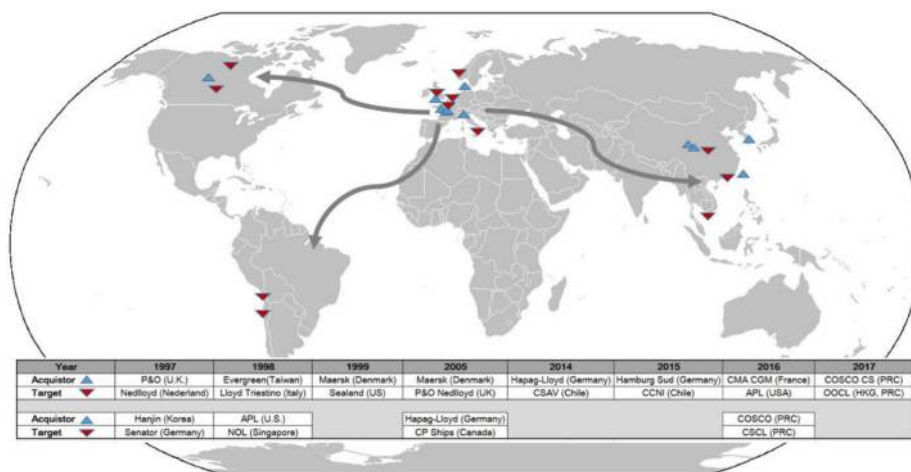 Year 1997 1998 1999 2005 2014 2015 2016 2017
Acquistor P&O (U.K.) Evergreen(Taiwan) Maersk (Denmark) Maersk (Denmark) Hapag-Lloyd (Germany) Hamburg Sud (Germany) CMA CGM (France) COSCO CS (PRC)
Target Nedlloyd (Nederland) Lloyd Triestino (Italy) Sealand (US) P&O Nedlloyd (UK) CSAV (Chile) CCNI (Chile) APL (USA) OOCL (HKG, PRC)
Acquistor Hanjin (Korea) APL (U.S.) Hapag-Lloyd (Germany) COSCO (PRC)
Target Senator (Germany) NOL (Singapore) CP Ships (Canada) CSCL (PRC)